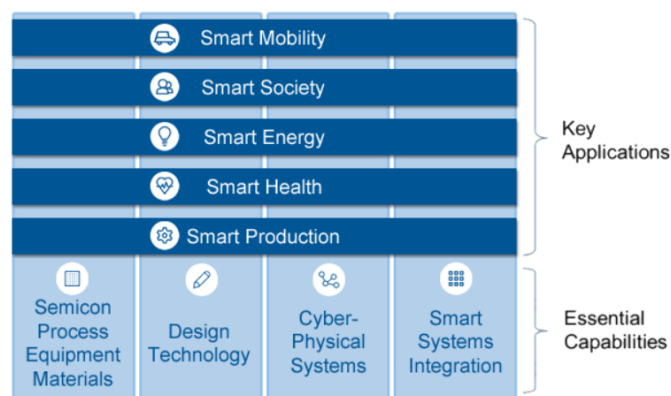 Smart Mobility
Smart Society
Smart Energy
Smart Health
Smart Production
Key
Applications
Semicon
Process
Equipment
Materials
Design
Technology
Cyber-
Physical
Systems
Smart
Systems
Integration
Essential
Capabilities